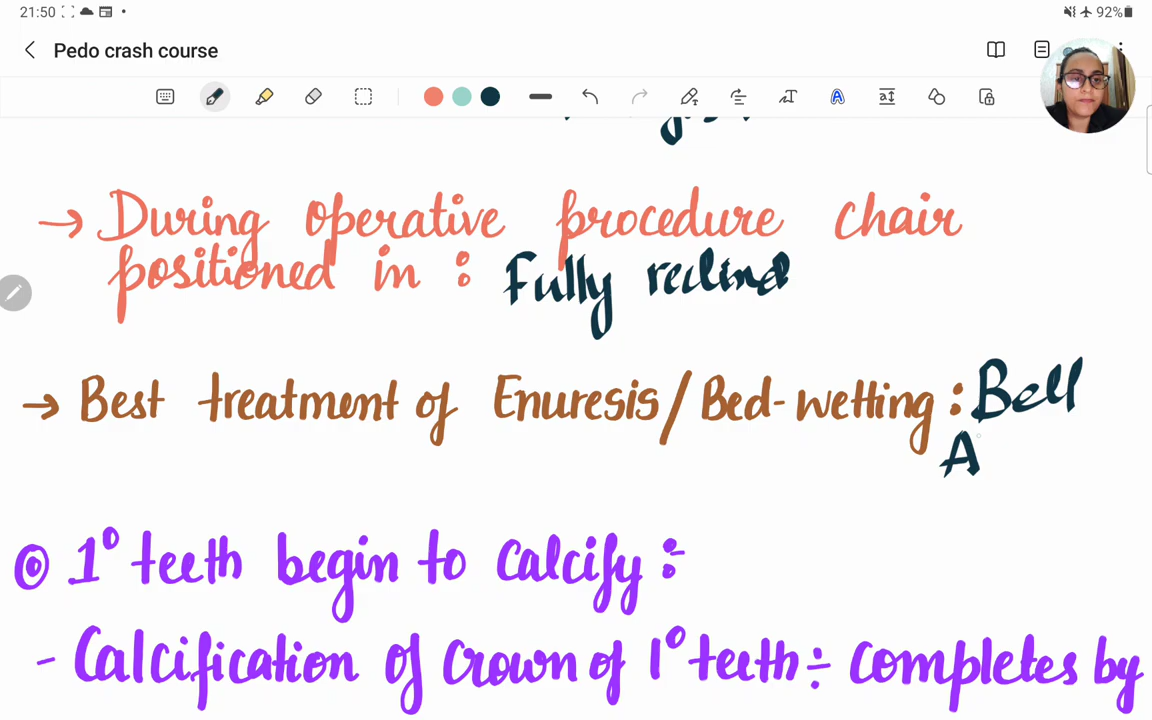 21:50
92%
Pedo crash course
→ During operative procedure chair
positioned in : Fully reclined
→ Best treatment of Enuresis/Bed-wetting : Bell
A
1° teeth begin to calcify :-
- Calcification of crown of 1° teeth ÷ completes by